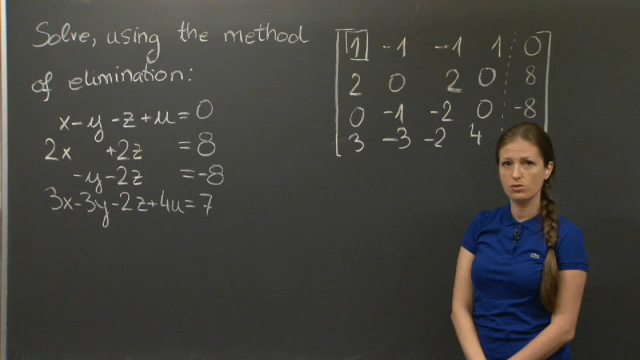 Solve, using the method
of elimination:
x-y-z+u=0
2x +2z =8
-y-2z =-8
3x-3y-2z+4u=7
1 -1 -1 1 0
2 0 2 0 8
0 -1 -2 0 -8
3 -3 -2 4